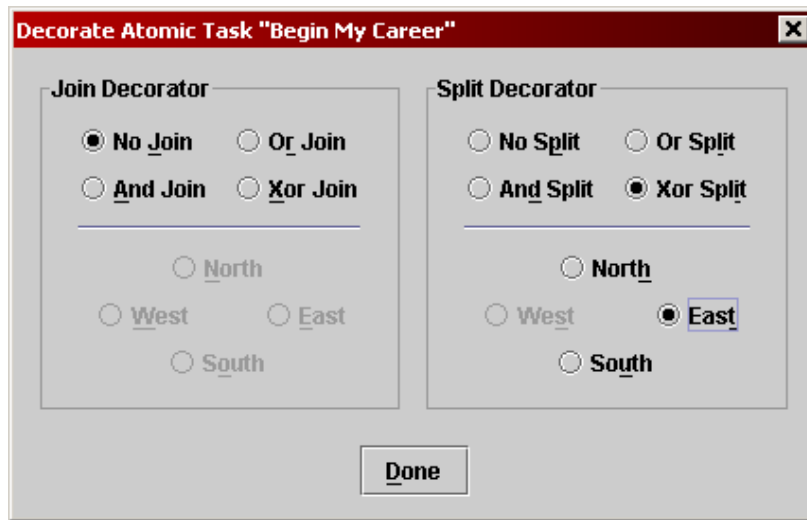 Decorate Atomic Task "Begin My Career"
Join Decorator
No Join Or Join
And Join Xor Join
North
West East
South
Split Decorator
No Split Or Split
And Split Xor Split
North
West East
South
Done